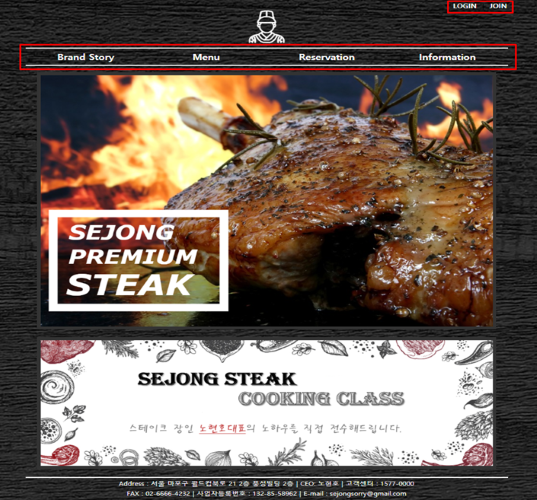 LOGIN JOIN
Brand Story Menu Reservation Information
SEJONG
PREMIUM
STEAK
SEJONG STEAK
COOKING CLASS
스테이크 장인 노현호대표의 노하우를 직접 전수해드립니다.
Address : 서울 마포구 월드컵북로 21 2층 풍성빌딩 2층 | CEO: 노현호 | 고객센터 : 1577-0000
FAX : 02-6666-4232 | 사업자등록번호 : 132-85-58962 | E-mail : sejongsorry@gmail.com